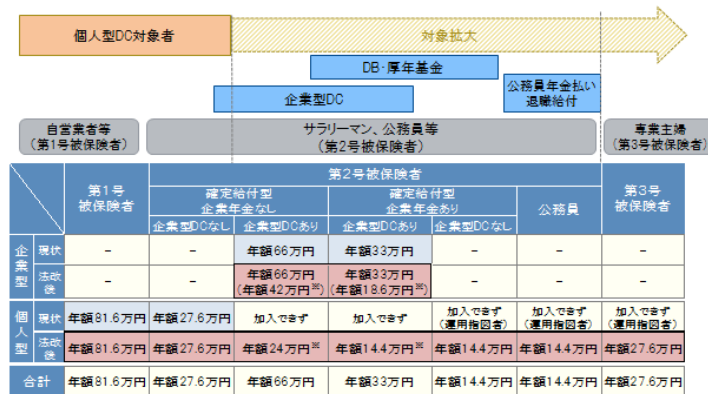 個人型DC対象者
対象拡大
DB・厚年基金
企業型DC
公務員年金払い
退職給付
自営業者等
(第1号被保険者)
サラリーマン、公務員等
(第2号被保険者)
専業主婦
(第3号被保険者)
第1号
被保険者
第2号被保険者
第3号
被保険者
確定給付型
企業年金なし
確定給付型
企業年金あり
公務員
企業型DCなし 企業型DCあり 企業型DCあり 企業型DCなし
企業型
現状 － － 年額66万円 年額33万円 － － －
法改後 － － 年額66万円 (年額42万円※) 年額33万円 (年額18.6万円※) － － －
個人型
現状 年額81.6万円 年額27.6万円 加入できず 加入できず 加入できず (運用指図者) 加入できず (運用指図者) 加入できず (運用指図者)
法改後 年額81.6万円 年額27.6万円 年額24万円※ 年額14.4万円※ 年額14.4万円 年額14.4万円 年額27.6万円
合計 年額81.6万円 年額27.6万円 年額66万円 年額33万円 年額14.4万円 年額14.4万円 年額27.6万円